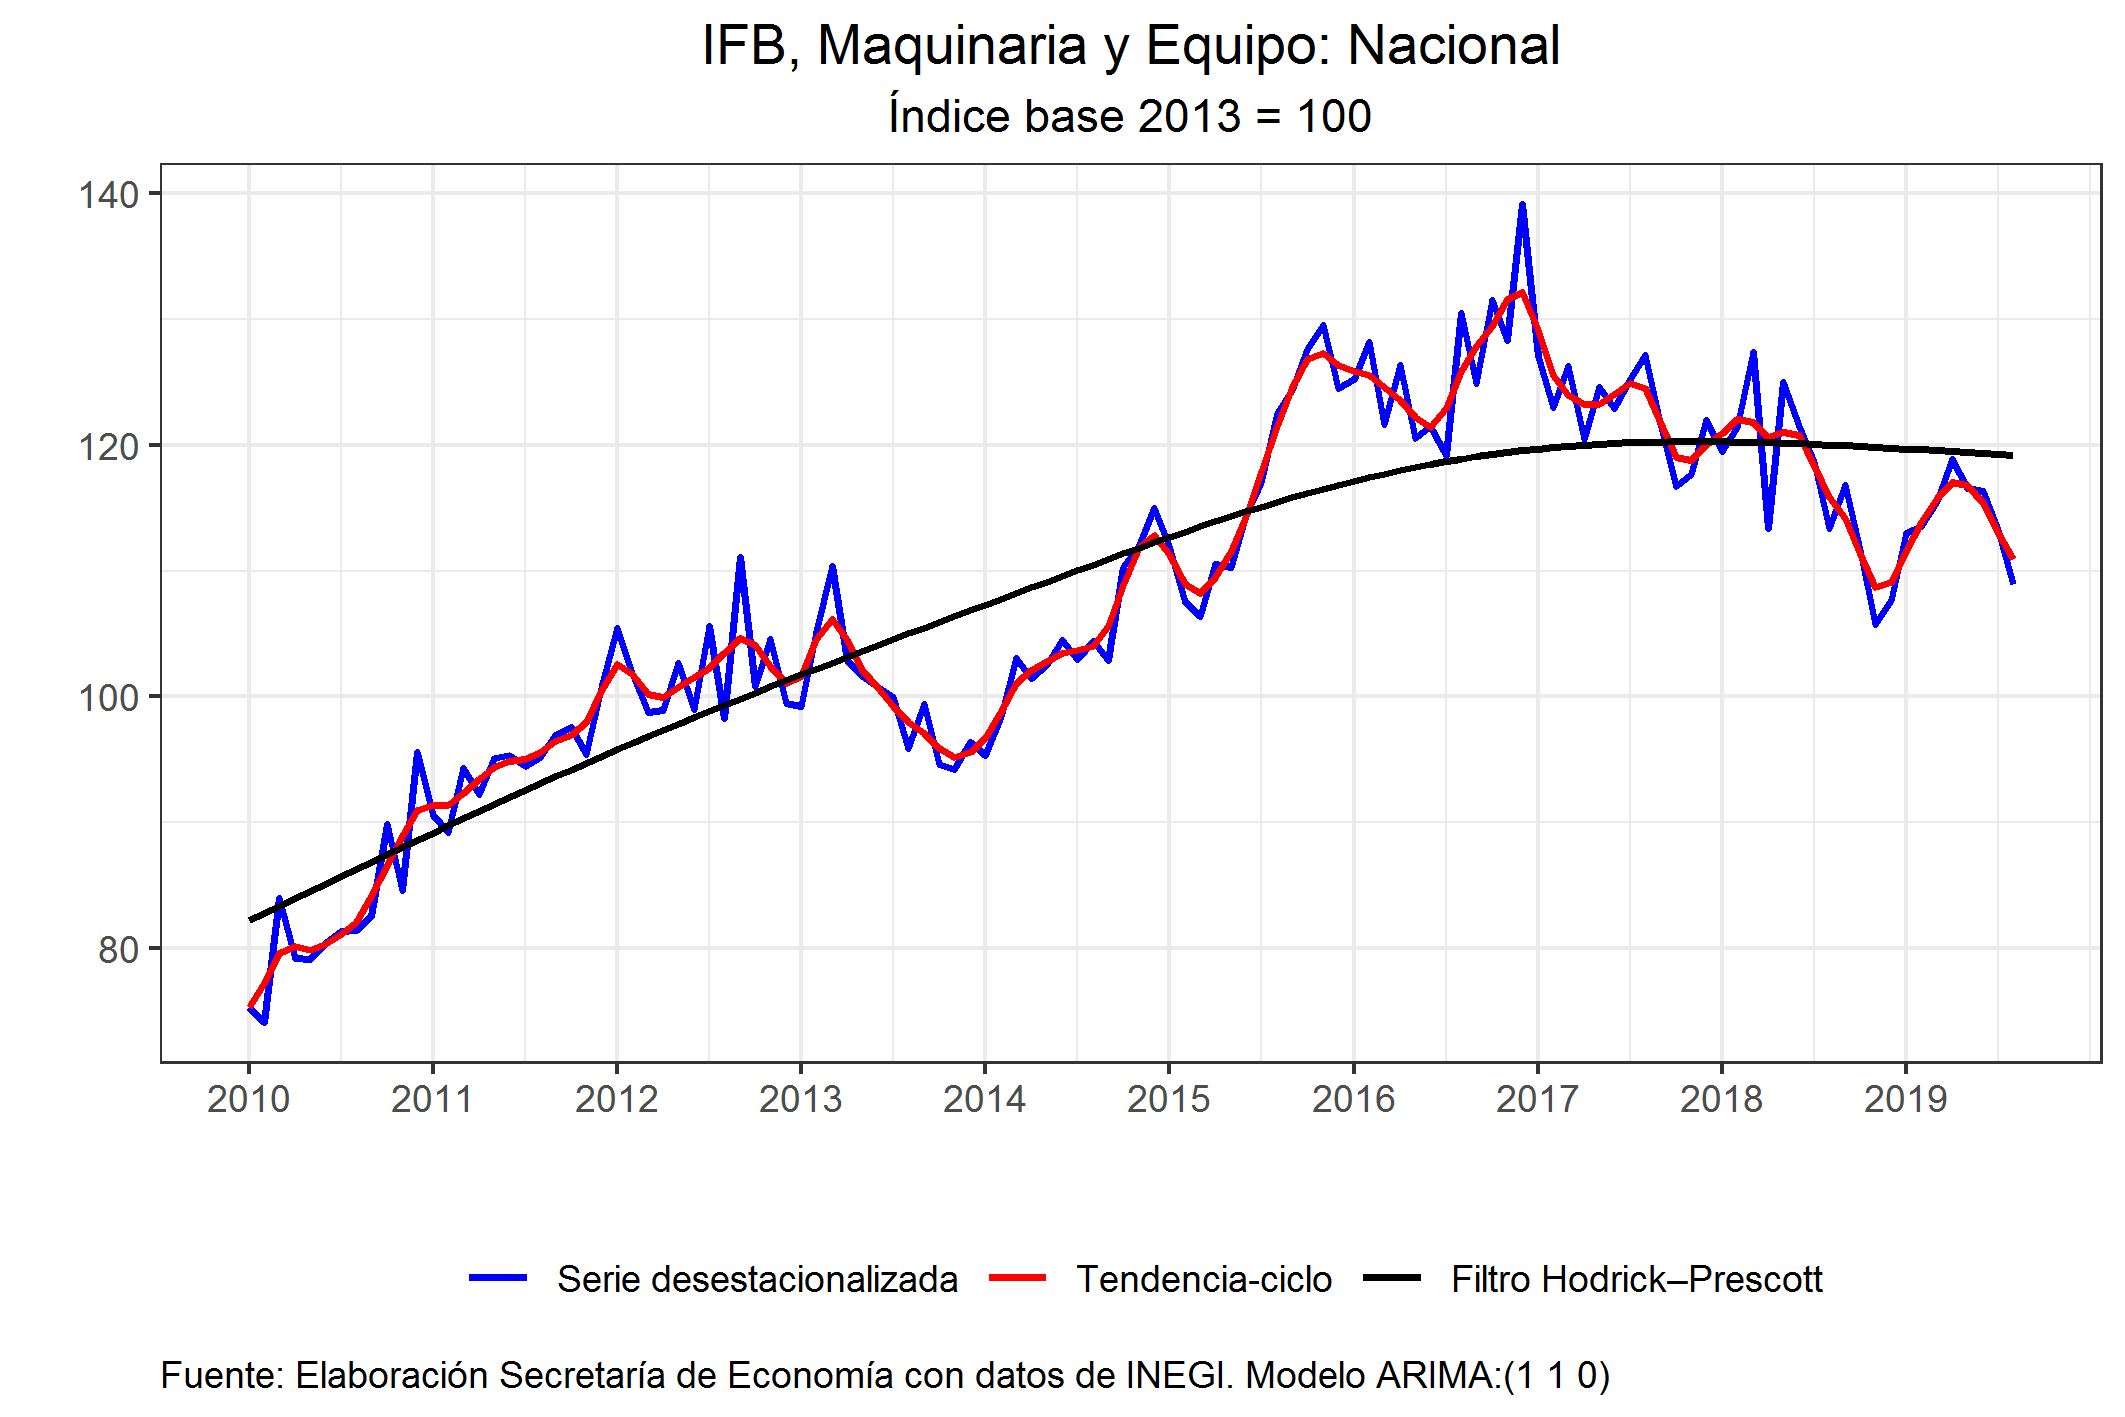 IFB, Maquinaria y Equipo: Nacional
Índice base 2013 = 100
140
120
100
80
2010 2011 2012 2013 2014 2015 2016 2017 2018 2019
Serie desestacionalizada Tendencia-ciclo Filtro Hodrick–Prescott
Fuente: Elaboración Secretaría de Economía con datos de INEGI. Modelo ARIMA:(1 1 0)